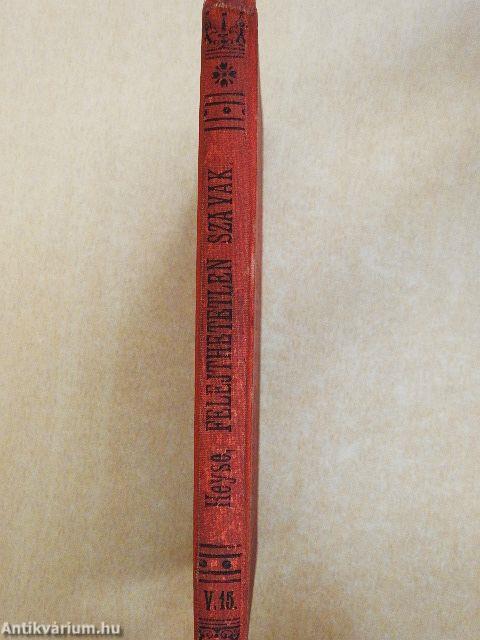 Heyse, FELEJTHETETLEN SZAVAK.
V. 15.
Antikvárium.hu